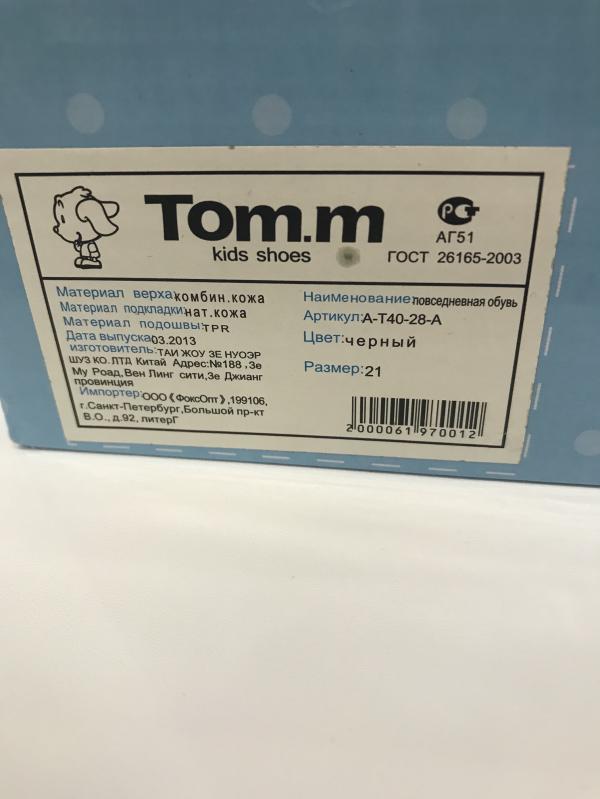 Tom.m
kids shoes
РСТ
АГ51
ГОСТ 26165-2003
Материал верха:комбин.кожа
Материал подкладки:нат.кожа
Материал подошвы:TPR
Дата выпуска:03.2013
изготовитель:ТАИ ЖОУ ЗЕ НУОЭР
ШУЗ КО.ЛТД Китай Адрес:№188,Зе
Му Роад,Вен Линг сити,Зе Джианг
провинция
Импортер:ООО《ФоксОпт》,199106,
г.Санкт-Петербург,Большой пр-кт
В.О., д.92, литерГ
Наименование:повседневная обувь
Артикул:А-Т40-28-А
Цвет:черный
Размер:21
2000061970012